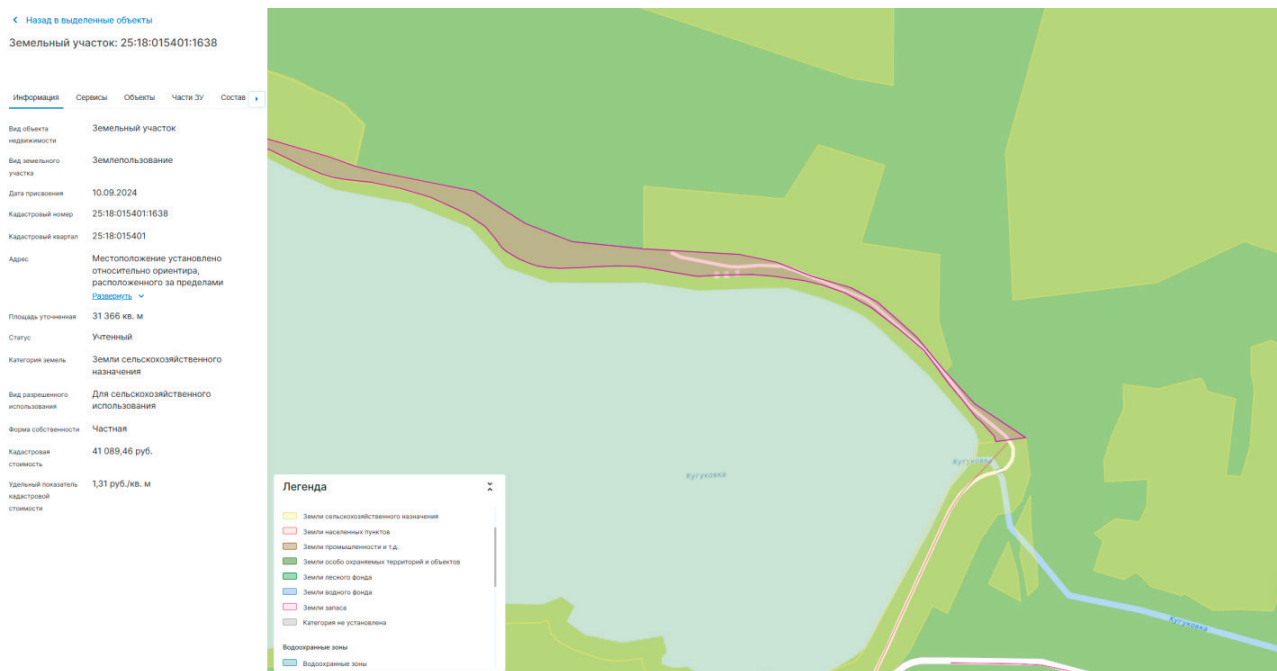 Назад в выделенные объекты
Земельный участок: 25:18:015401:1638
Информация Сервисы Объекты Части ЗУ Состав
Вид объекта недвижимости Земельный участок
Вид земельного участка Землепользование
Дата присвоения 10.09.2024
Кадастровый номер 25:18:015401:1638
Кадастровый квартал 25:18:015401
Адрес Местоположение установлено
относительно ориентира,
расположенного за пределами
Развернуть
Площадь уточненная 31 366 кв. м
Статус Учтенный
Категория земель Земли сельскохозяйственного
назначения
Вид разрешенного использования Для сельскохозяйственного
использования
Форма собственности Частная
Кадастровая стоимость 41 089,46 руб.
Удельный показатель кадастровой стоимости 1,31 руб./кв. м
Кугуковка
Кугуковка
Кугуковка
Легенда
Земли сельскохозяйственного назначения
Земли населенных пунктов
Земли промышленности и т.д.
Земли особо охраняемых территорий и объектов
Земли лесного фонда
Земли водного фонда
Земли запаса
Категория не установлена
Водоохранные зоны
Водоохранные зоны